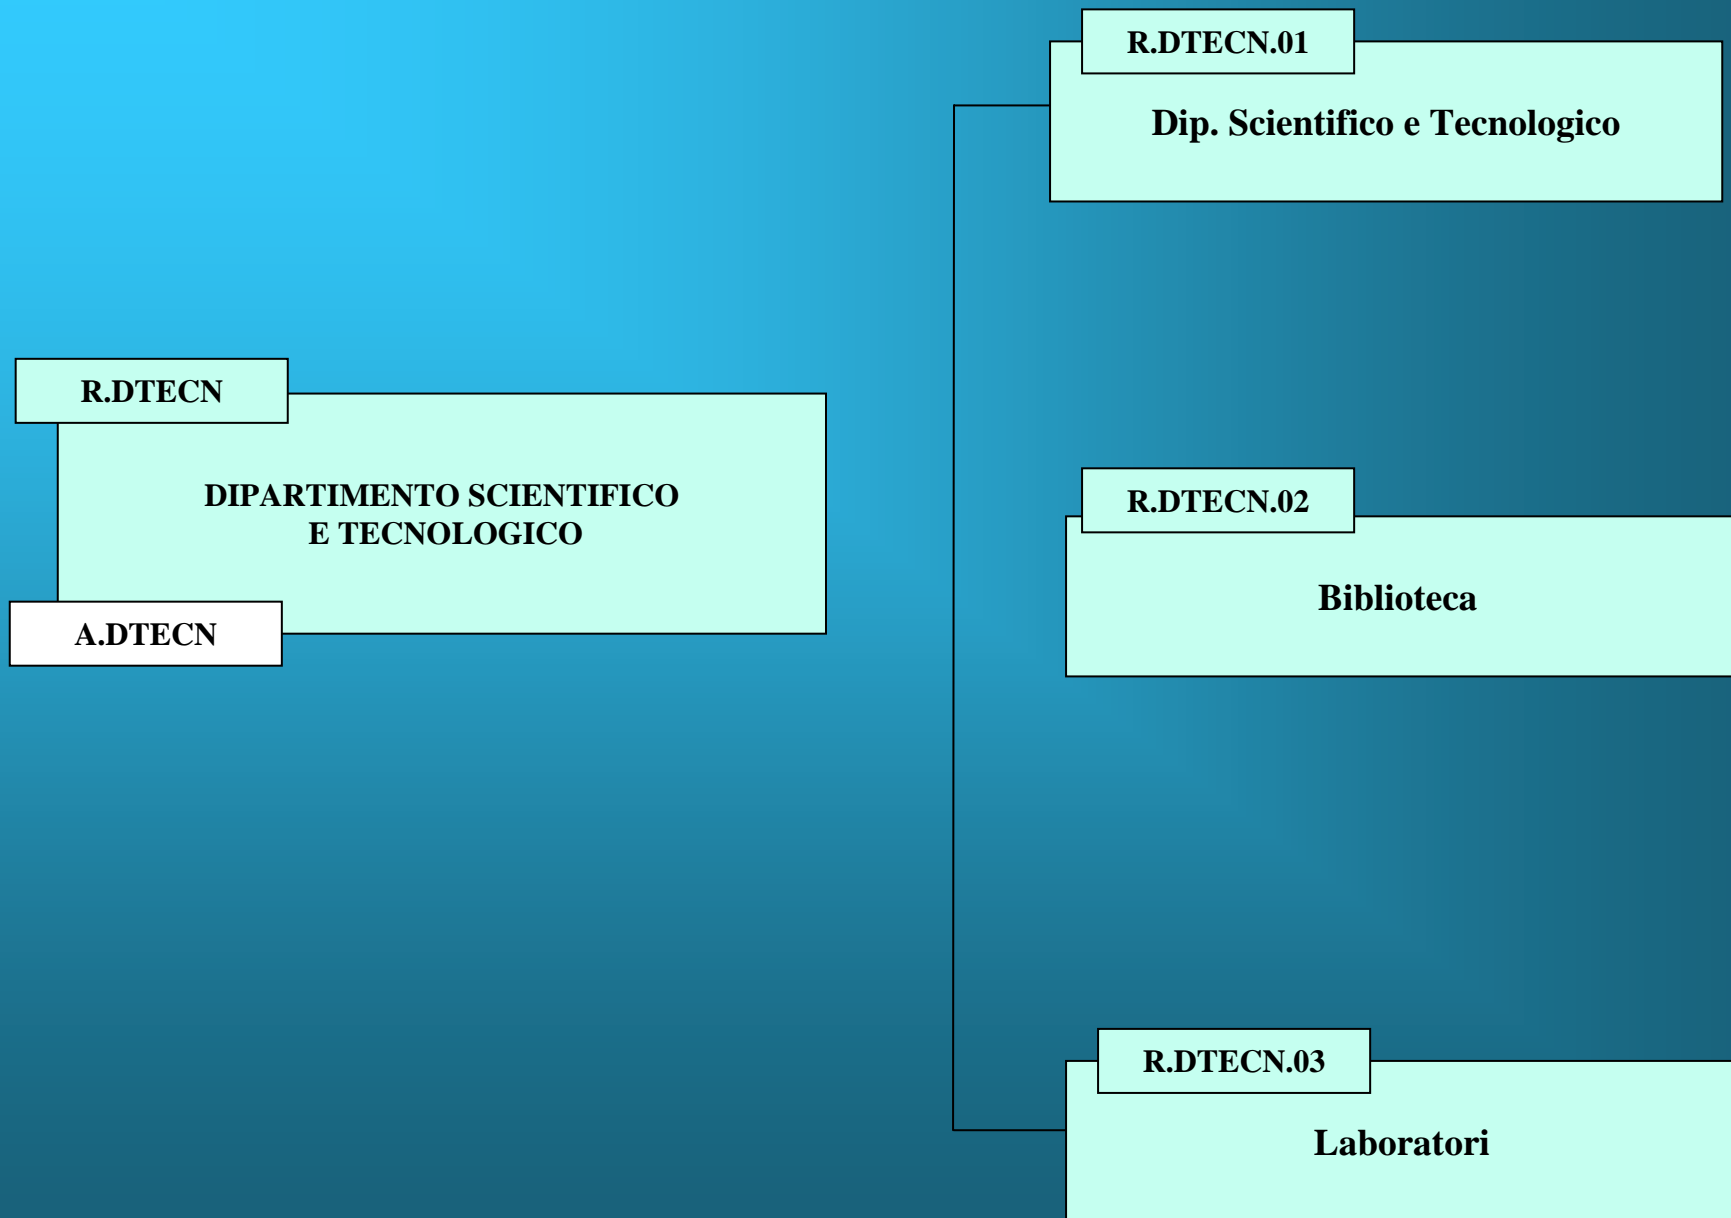 R.DTECN
DIPARTIMENTO SCIENTIFICO
E TECNOLOGICO
A.DTECN
R.DTECN.01
Dip. Scientifico e Tecnologico
R.DTECN.02
Biblioteca
R.DTECN.03
Laboratori